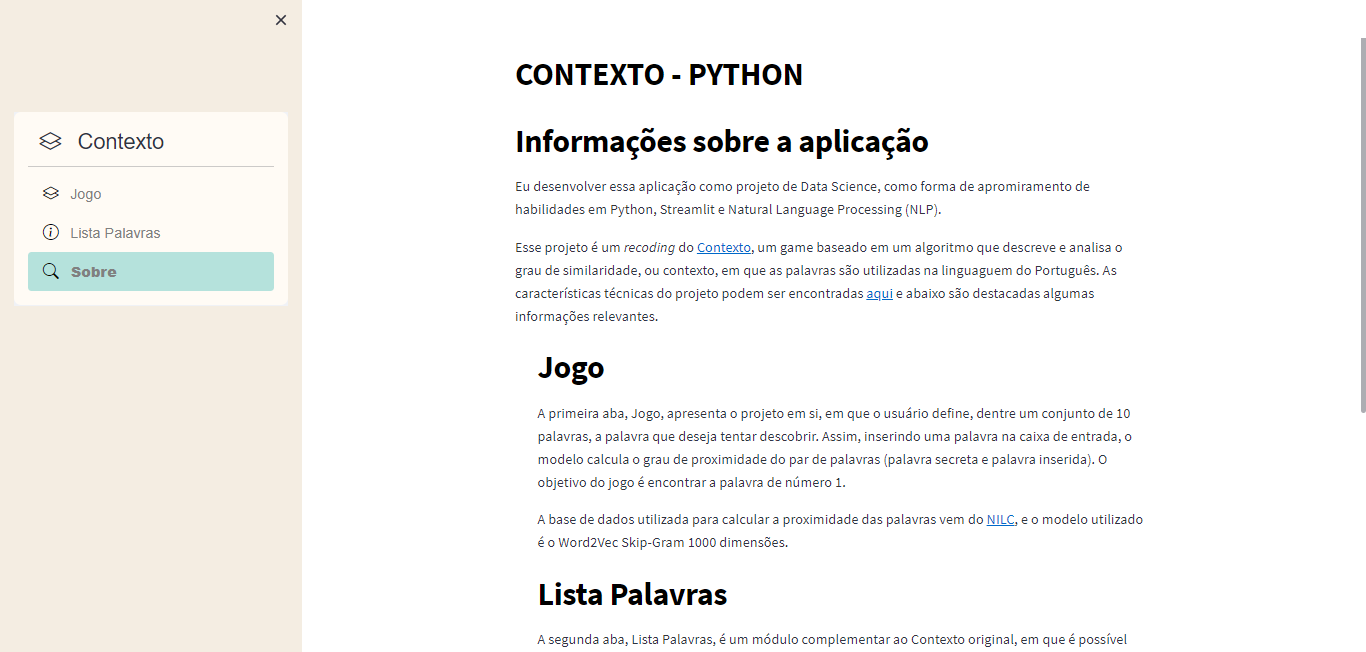 Contexto
Jogo
Lista Palavras
Sobre
CONTEXTO - PYTHON
Informações sobre a aplicação
Eu desenvolver essa aplicação como projeto de Data Science, como forma de apromiramento de
habilidades em Python, Streamlit e Natural Language Processing (NLP).
Esse projeto é um recoding do Contexto, um game baseado em um algoritmo que descreve e analisa o
grau de similaridade, ou contexto, em que as palavras são utilizadas na linguaguem do Português. As
características técnicas do projeto podem ser encontradas aqui e abaixo são destacadas algumas
informações relevantes.
Jogo
A primeira aba, Jogo, apresenta o projeto em si, em que o usuário define, dentre um conjunto de 10
palavras, a palavra que deseja tentar descobrir. Assim, inserindo uma palavra na caixa de entrada, o
modelo calcula o grau de proximidade do par de palavras (palavra secreta e palavra inserida). O
objetivo do jogo é encontrar a palavra de número 1.
A base de dados utilizada para calcular a proximidade das palavras vem do NILC, e o modelo utilizado
é o Word2Vec Skip-Gram 1000 dimensões.
Lista Palavras
A segunda aba, Lista Palavras, é um módulo complementar ao Contexto original, em que é possível